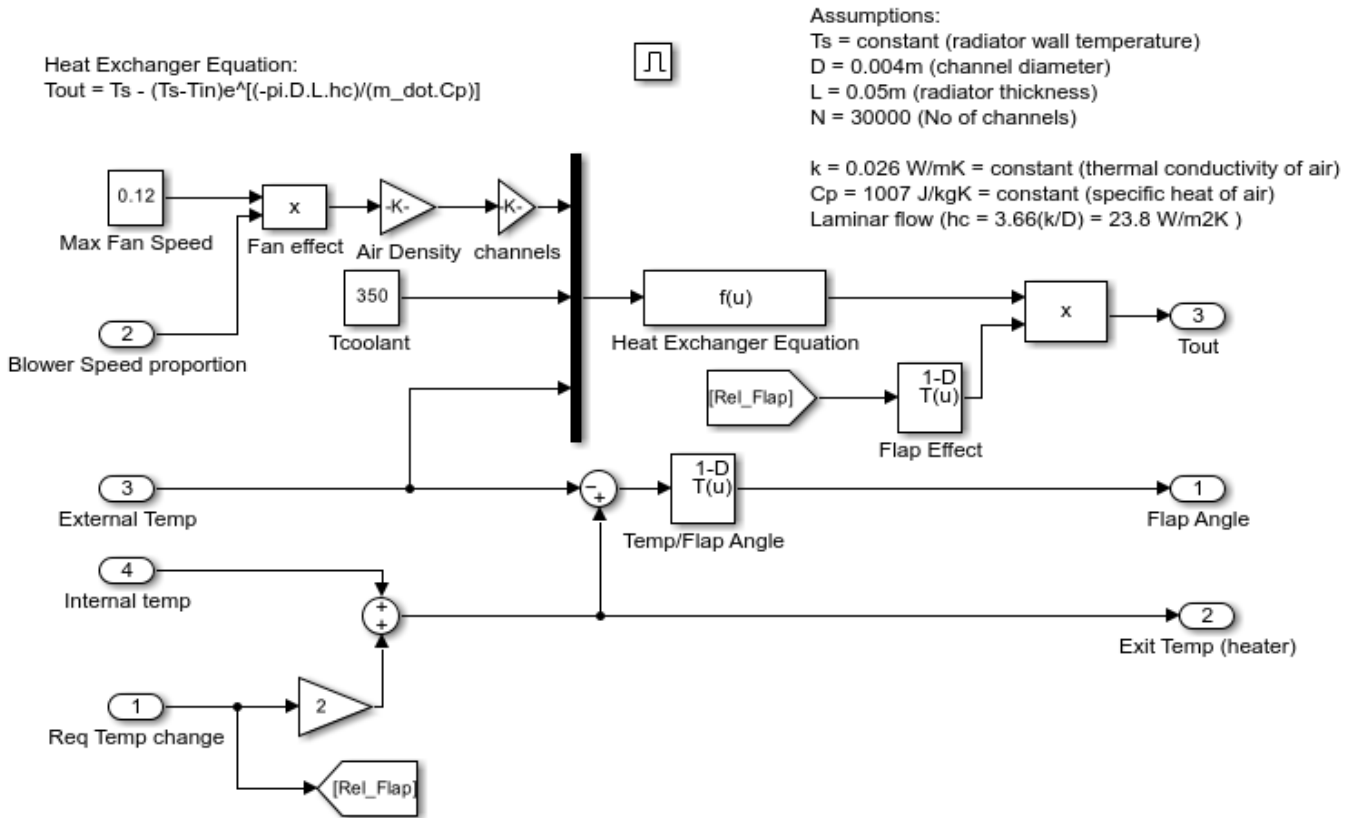 Assumptions:
Ts = constant (radiator wall temperature)
D = 0.004m (channel diameter)
L = 0.05m (radiator thickness)
N = 30000 (No of channels)
k = 0.026 W/mK = constant (thermal conductivity of air)
Cp = 1007 J/kgK = constant (specific heat of air)
Laminar flow (hc = 3.66(k/D) = 23.8 W/m2K )
Heat Exchanger Equation:
Tout = Ts - (Ts-Tin)e^[(-pi.D.L.hc)/(m_dot.Cp)]
0.12
Max Fan Speed
x
Fan effect
-K-
Air Density
-K-
channels
2
Blower Speed proportion
350
Tcoolant
f(u)
Heat Exchanger Equation
x
3
Tout
[Rel_Flap]
1-D
T(u)
Flap Effect
3
External Temp
−
+
1-D
T(u)
Temp/Flap Angle
1
Flap Angle
4
Internal temp
+
+
2
Exit Temp (heater)
1
Req Temp change
2
[Rel_Flap]